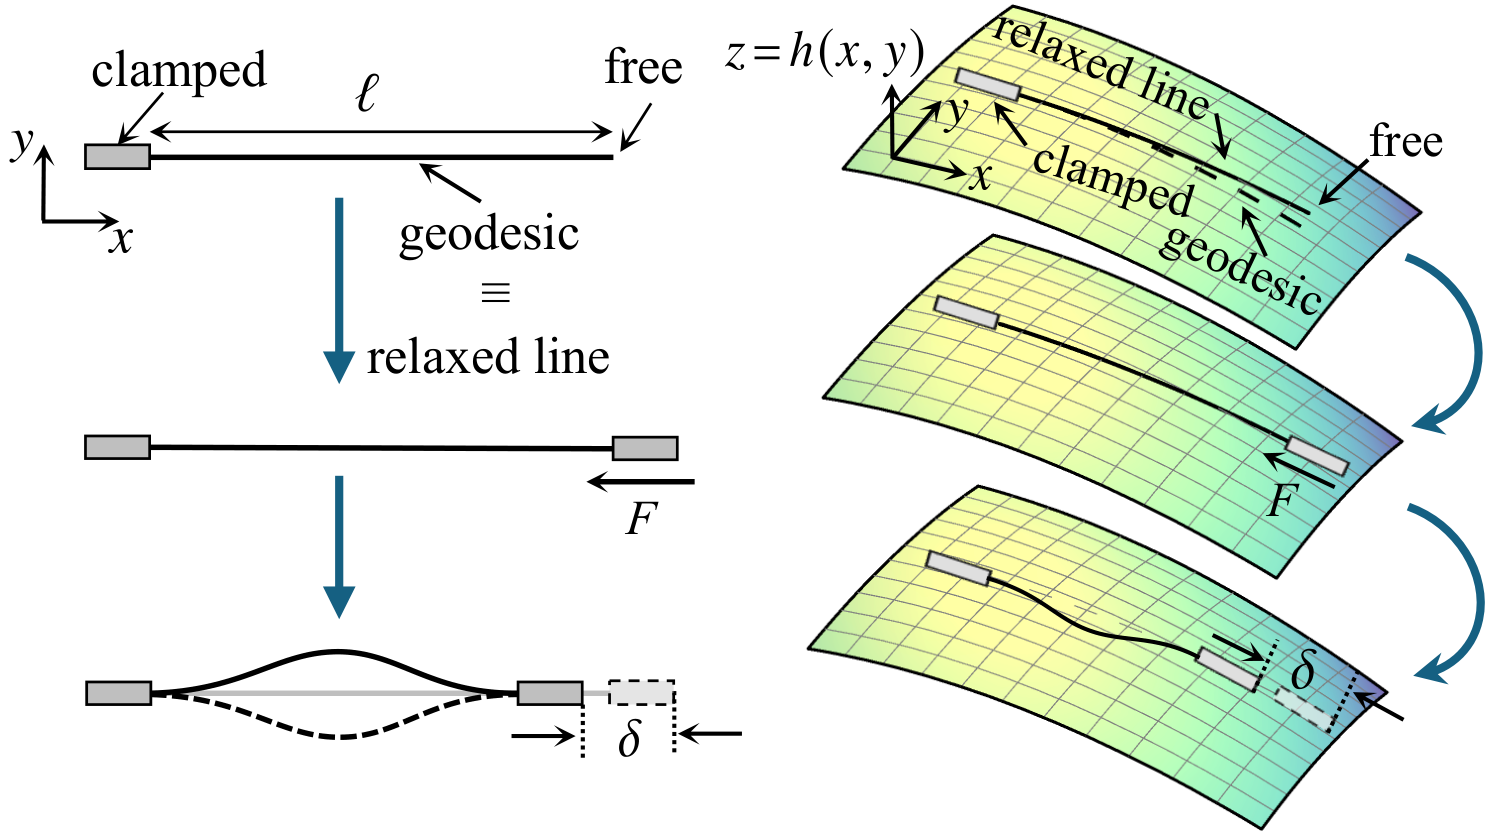 clamped
ℓ
free
y
x
geodesic
≡
relaxed line
F
δ
z = h(x, y)
relaxed line
y
x
clamped
geodesic
free
F
δ